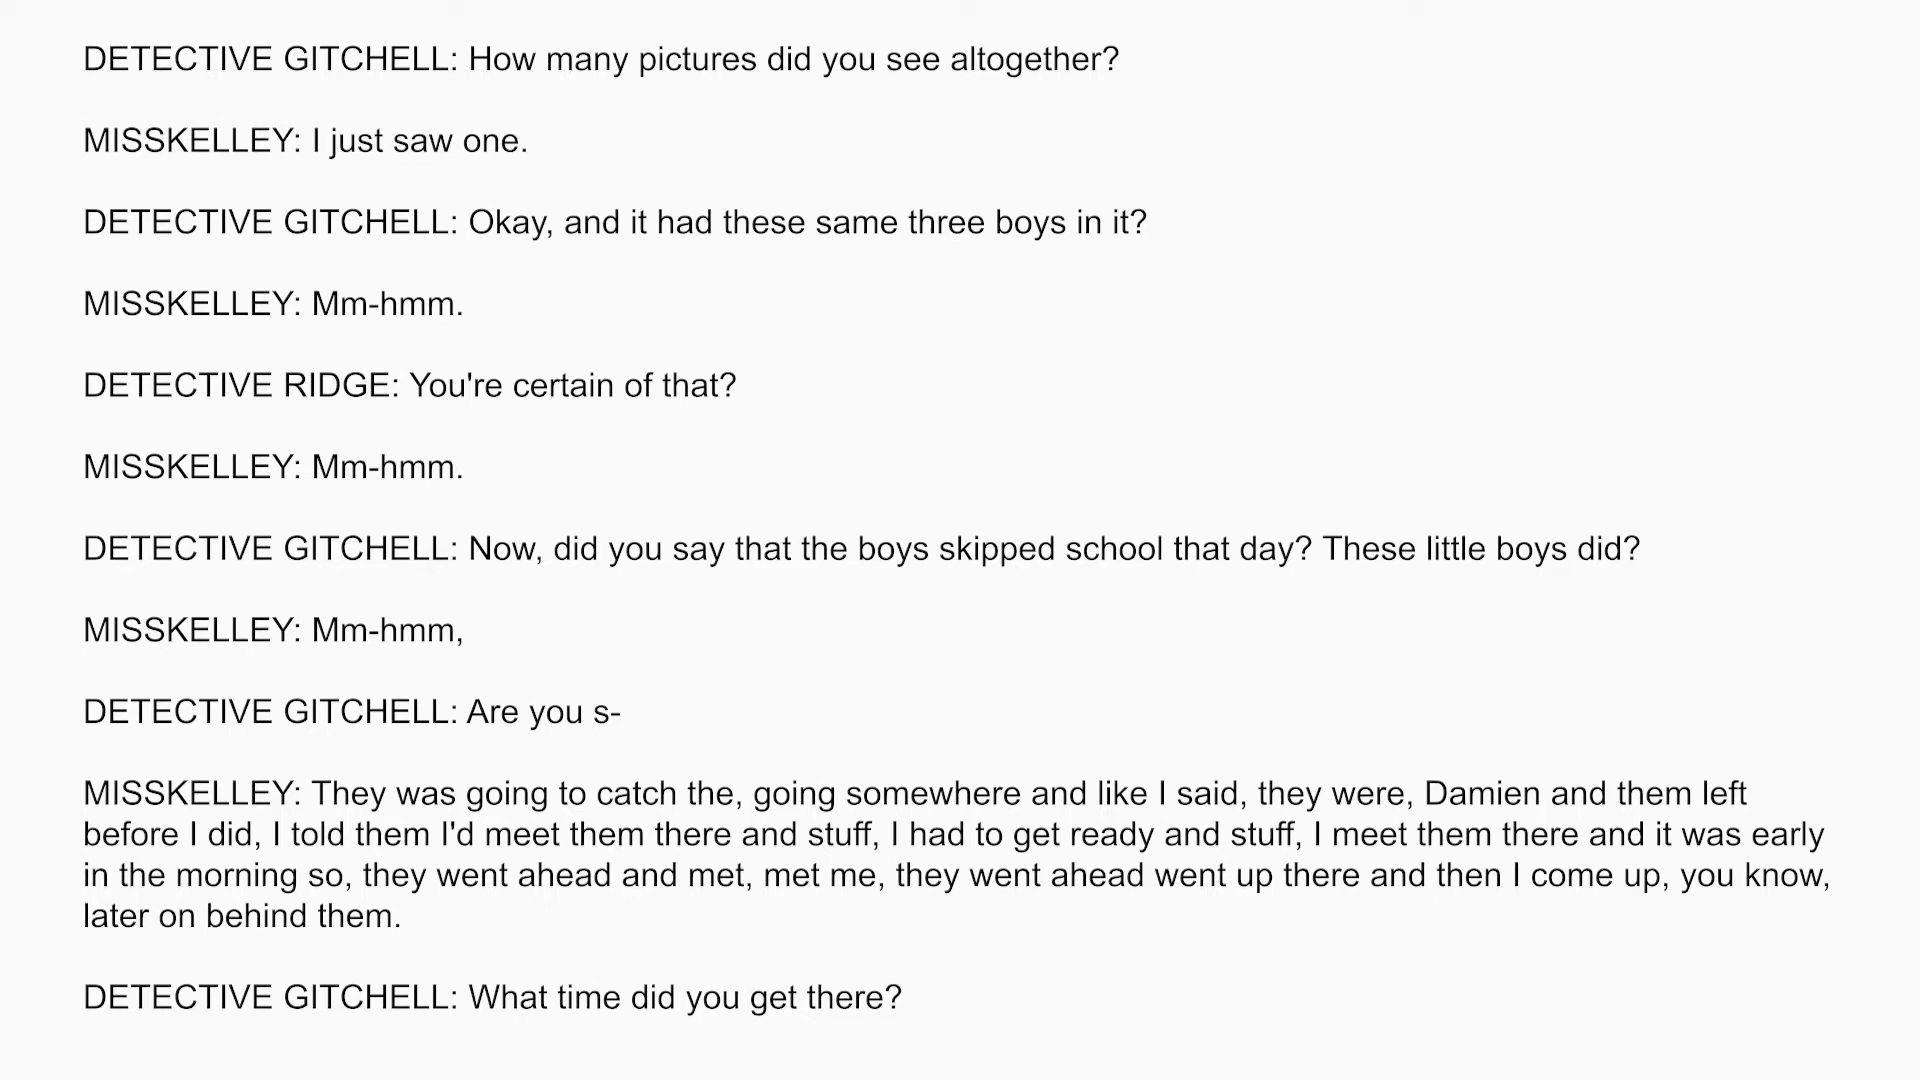 DETECTIVE GITCHELL: How many pictures did you see altogether?
MISSKELLEY: I just saw one.
DETECTIVE GITCHELL: Okay, and it had these same three boys in it?
MISSKELLEY: Mm-hmm.
DETECTIVE RIDGE: You're certain of that?
MISSKELLEY: Mm-hmm.
DETECTIVE GITCHELL: Now, did you say that the boys skipped school that day? These little boys did?
MISSKELLEY: Mm-hmm,
DETECTIVE GITCHELL: Are you s-
MISSKELLEY: They was going to catch the, going somewhere and like I said, they were, Damien and them left
before I did, I told them I'd meet them there and stuff, I had to get ready and stuff, I meet them there and it was early
in the morning so, they went ahead and met, met me, they went ahead went up there and then I come up, you know,
later on behind them.
DETECTIVE GITCHELL: What time did you get there?